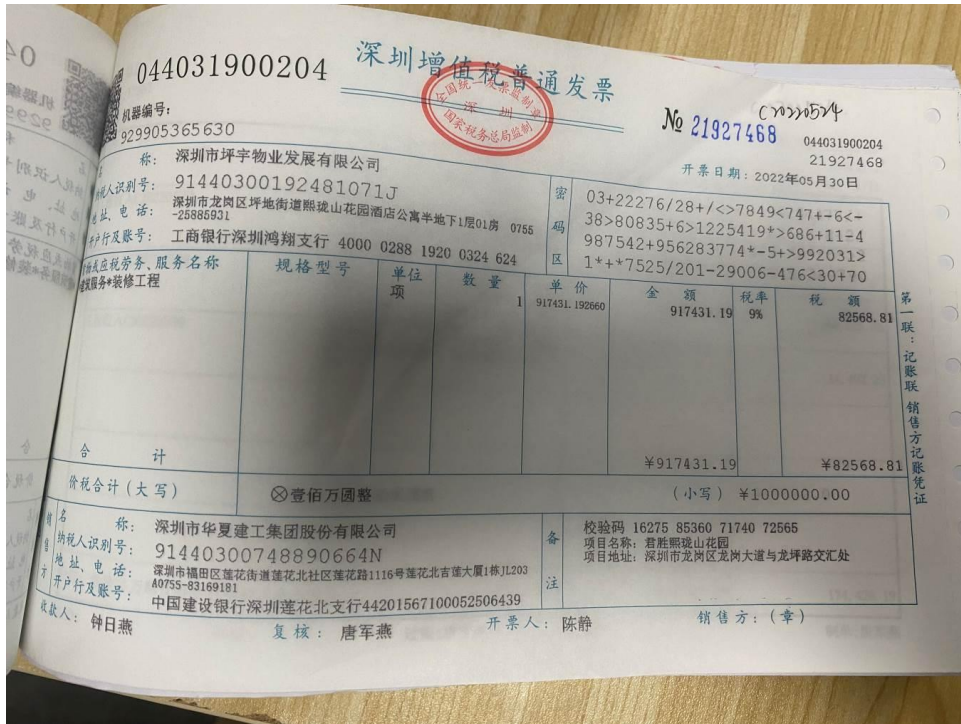 044031900204
深圳增值税普通发票
全国统一发票监制章
深圳
国家税务总局监制
机器编号:
929905365630
№ 21927468
C20220524
044031900204
21927468
开票日期: 2022年05月30日
称: 深圳市坪宇物业发展有限公司
纳税人识别号: 91440300192481071J
地址、电话: 深圳市龙岗区坪地街道熙珑山花园酒店公寓半地下1层01房 0755
-25885931
开户行及账号: 工商银行深圳鸿翔支行 4000 0288 1920 0324 624
密码区
03+22276/28+/<>7849<747+-6<-
38>80835+6>1225419*>686+11-4
987542+956283774*-5+>992031>
1*+*7525/201-29006-476<30+70
货物或应税劳务、服务名称 规格型号 单位 数量 单价 金额 税率 税额
建筑服务*装修工程 项 1 917431.192660 917431.19 9% 82568.81
合计 ¥917431.19 ¥82568.81
价税合计(大写) ⊗壹佰万圆整 (小写) ¥1000000.00
销售方
名称: 深圳市华夏建工集团股份有限公司
纳税人识别号: 91440300748890664N
地址、电话: 深圳市福田区莲花街道莲花北社区莲花路1116号莲花北吉莲大厦1栋JL203
A0755-83169181
开户行及账号: 中国建设银行深圳莲花北支行44201567100052506439
备注
校验码 16275 85360 71740 72565
项目名称: 君胜熙珑山花园
项目地址: 深圳市龙岗区龙岗大道与龙坪路交汇处
收款人: 钟日燕 复核: 唐军燕 开票人: 陈静 销售方:(章)
第一联:记账联 销售方记账凭证